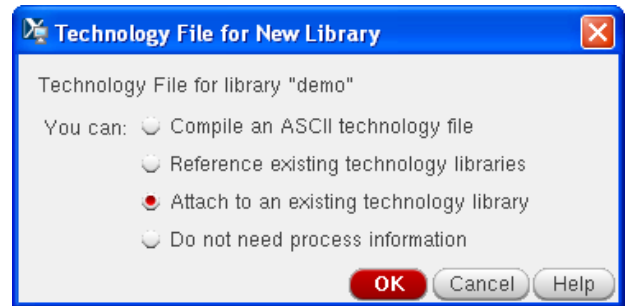 Technology File for New Library
Technology File for library "demo"
You can: Compile an ASCII technology file
Reference existing technology libraries
Attach to an existing technology library
Do not need process information
OK Cancel Help